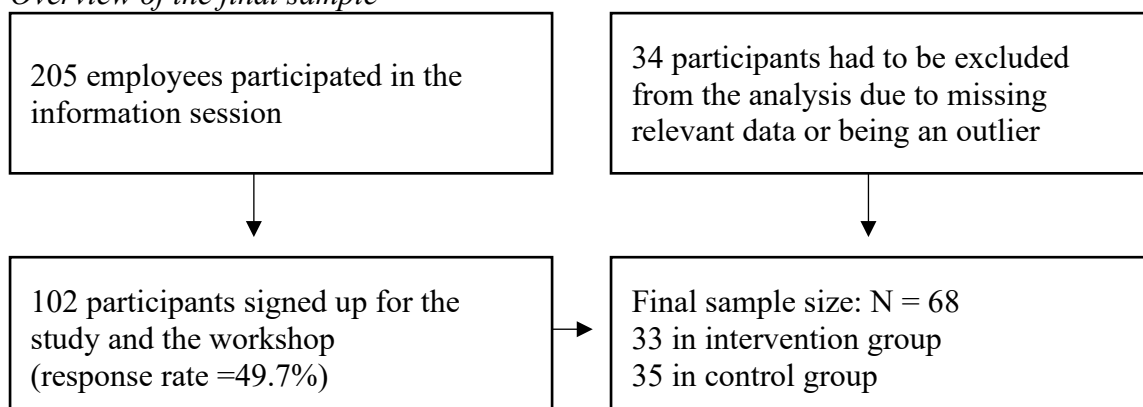 Overview of the final sample
205 employees participated in the
information session
34 participants had to be excluded
from the analysis due to missing
relevant data or being an outlier
102 participants signed up for the
study and the workshop
(response rate =49.7%)
Final sample size: N = 68
33 in intervention group
35 in control group